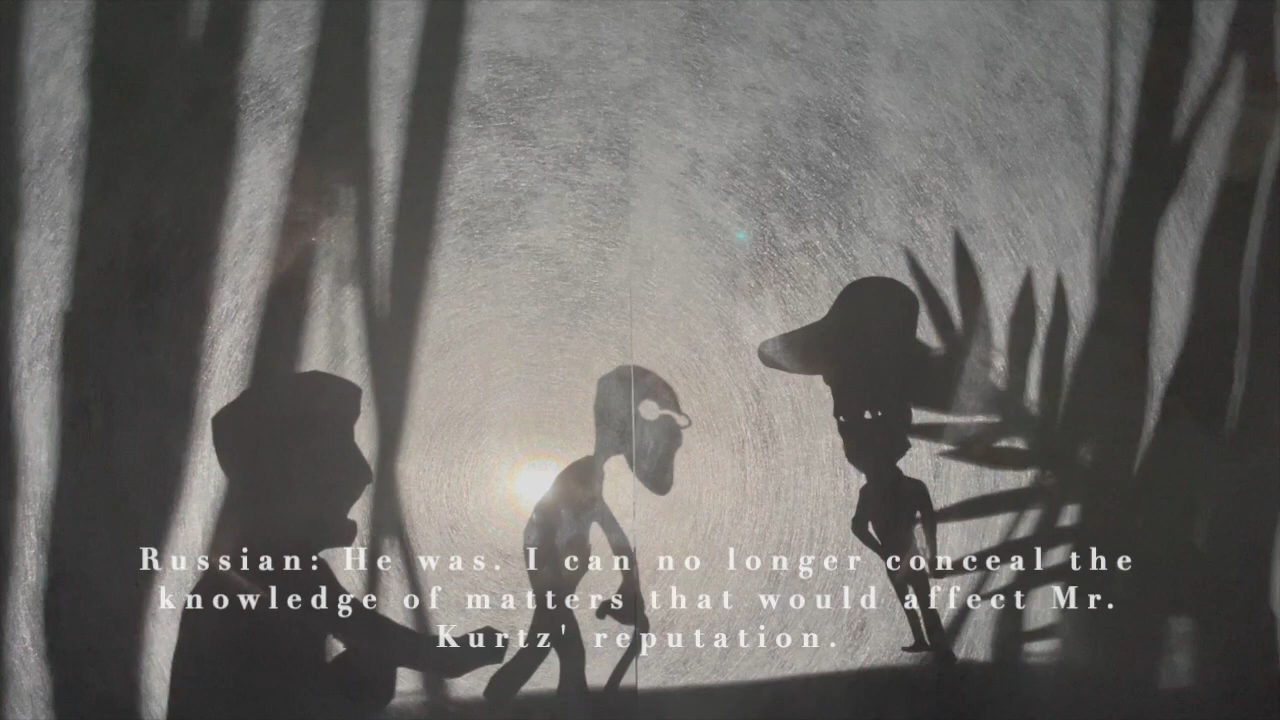 Russian: He was. I can no longer conceal the
knowledge of matters that would affect Mr.
Kurtz' reputation.